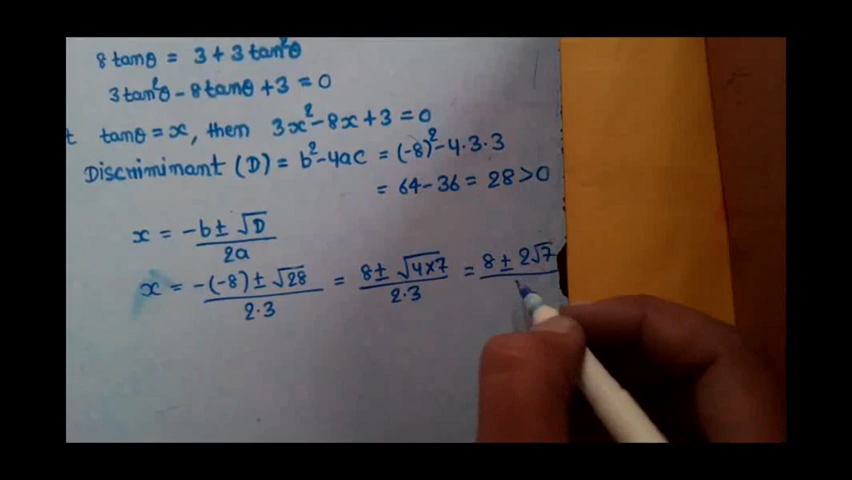 8 tanθ = 3 + 3 tan²θ
3 tan²θ - 8 tanθ + 3 = 0
t tanθ = x, then 3x² - 8x + 3 = 0
Discriminant (D) = b² - 4ac = (-8)² - 4·3·3
= 64 - 36 = 28 > 0
x = (-b ± √D) / 2a
x = (-(-8) ± √28) / 2·3 = (8 ± √(4×7)) / 2·3 = 8 ± 2√7